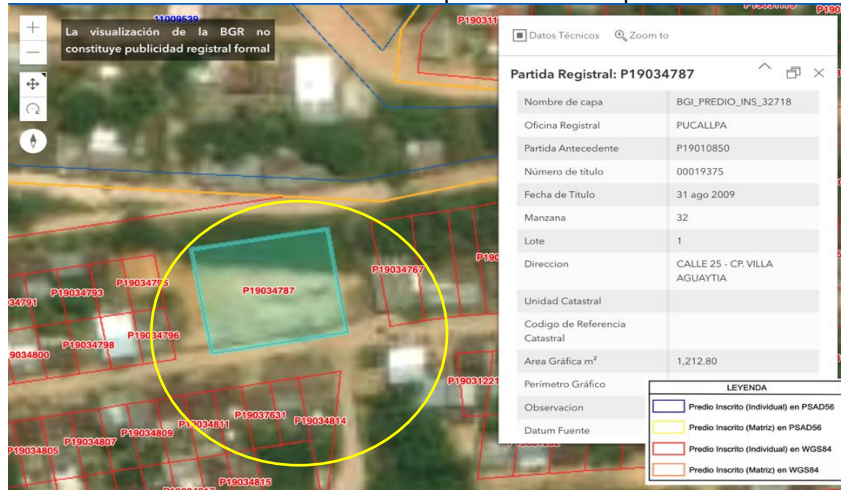 11009539
P1903111
La visualización de la BGR no
constituye publicidad registral formal
Datos Técnicos
Zoom to
Partida Registral: P19034787
Nombre de capa BGI_PREDIO_INS_32718
Oficina Registral PUCALLPA
Partida Antecedente P19010850
Número de título 00019375
Fecha de Titulo 31 ago 2009
Manzana 32
Lote 1
Direccion CALLE 25 - CP. VILLA
AGUAYTIA
Unidad Catastral
Codigo de Referencia
Catastral
Area Gráfica m² 1,212.80
Perímetro Gráfico
Observacion
Datum Fuente
LEYENDA
Predio Inscrito (Individual) en PSAD56
Predio Inscrito (Matriz) en PSAD56
Predio Inscrito (Individual) en WGS84
Predio Inscrito (Matriz) en WGS84
P190
P19034767
P19034795
P19034787
P19034793
34791
P19034796
P19034798
9034800
P19031221
P19037631
P19034814
P19034811
P19034809
P19034807
P19034805
P19034815